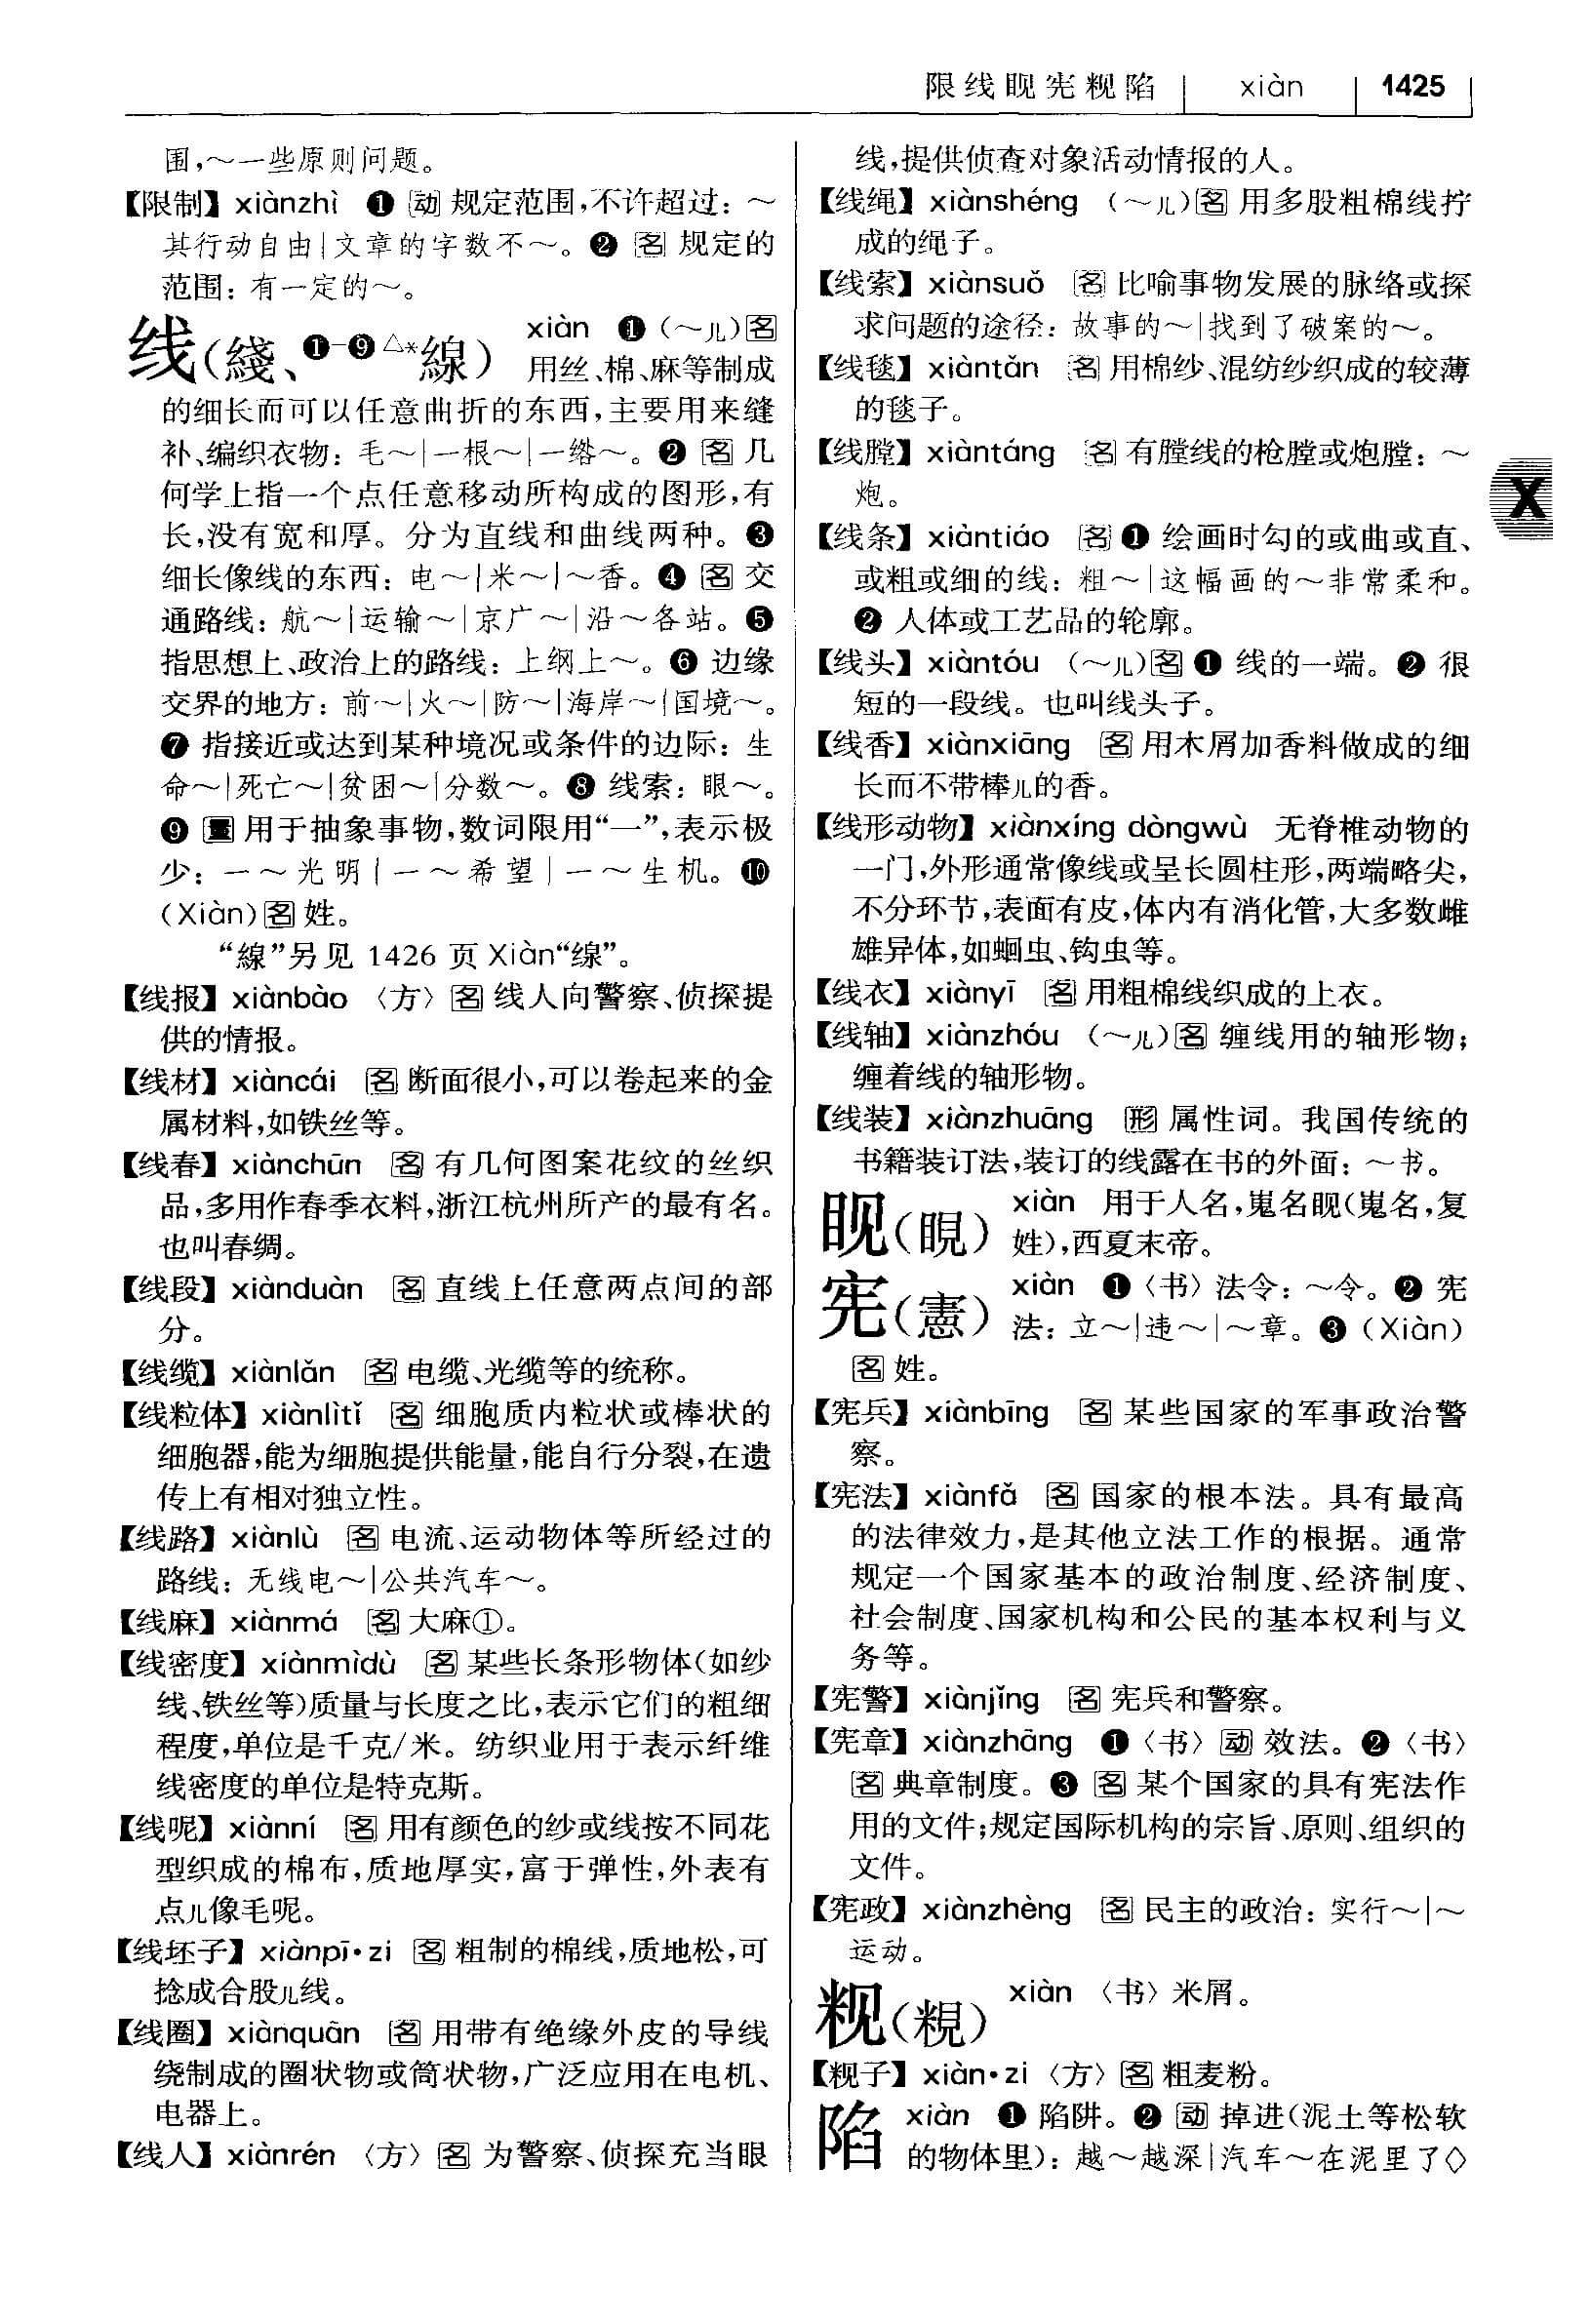 限线睍宪粯陷 xiàn 1425
围，～一些原则问题。
【限制】 xiànzhì ❶ 动 规定范围，不许超过：～
其行动自由|文章的字数不～。❷ 名 规定的
范围：有一定的～。
线(綫、❶-❾△*線) xiàn ❶（～儿）名
用丝、棉、麻等制成
的细长而可以任意曲折的东西，主要用来缝
补、编织衣物：毛～|一根～|一绺～。❷ 名 几
何学上指一个点任意移动所构成的图形，有
长，没有宽和厚。分为直线和曲线两种。❸
细长像线的东西：电～|米～|～香。❹ 名 交
通路线：航～|运输～|京广～|沿～各站。❺
指思想上、政治上的路线：上纲上～。❻ 边缘
交界的地方：前～|火～|防～|海岸～|国境～。
❼ 指接近或达到某种境况或条件的边际：生
命～|死亡～|贫困～|分数～。❽ 线索：眼～。
❾ 量 用于抽象事物，数词限用“一”，表示极
少：一～光明|一～希望|一～生机。❿
（Xiàn）名 姓。
“線”另见 1426 页 Xiàn“缐”。
【线报】 xiànbào 〈方〉 名 线人向警察、侦探提
供的情报。
【线材】 xiàncái 名 断面很小，可以卷起来的金
属材料，如铁丝等。
【线春】 xiànchūn 名 有几何图案花纹的丝织
品，多用作春季衣料，浙江杭州所产的最有名。
也叫春绸。
【线段】 xiànduàn 名 直线上任意两点间的部
分。
【线缆】 xiànlǎn 名 电缆、光缆等的统称。
【线粒体】 xiànlìtǐ 名 细胞质内粒状或棒状的
细胞器，能为细胞提供能量，能自行分裂，在遗
传上有相对独立性。
【线路】 xiànlù 名 电流、运动物体等所经过的
路线：无线电～|公共汽车～。
【线麻】 xiànmá 名 大麻①。
【线密度】 xiànmìdù 名 某些长条形物体（如纱
线、铁丝等）质量与长度之比，表示它们的粗细
程度，单位是千克/米。纺织业用于表示纤维
线密度的单位是特克斯。
【线呢】 xiànní 名 用有颜色的纱或线按不同花
型织成的棉布，质地厚实，富于弹性，外表有
点儿像毛呢。
【线坯子】 xiànpī•zi 名 粗制的棉线，质地松，可
捻成合股儿线。
【线圈】 xiànquān 名 用带有绝缘外皮的导线
绕制成的圈状物或筒状物，广泛应用在电机、
电器上。
【线人】 xiànrén 〈方〉 名 为警察、侦探充当眼
线，提供侦查对象活动情报的人。
【线绳】 xiànshéng （～儿）名 用多股粗棉线拧
成的绳子。
【线索】 xiànsuǒ 名 比喻事物发展的脉络或探
求问题的途径：故事的～|找到了破案的～。
【线毯】 xiàntǎn 名 用棉纱、混纺纱织成的较薄
的毯子。
【线膛】 xiàntáng 名 有膛线的枪膛或炮膛：～
炮。
【线条】 xiàntiáo 名 ❶ 绘画时勾的或曲或直、
或粗或细的线：粗～|这幅画的～非常柔和。
❷ 人体或工艺品的轮廓。
【线头】 xiàntóu （～儿）名 ❶ 线的一端。❷ 很
短的一段线。也叫线头子。
【线香】 xiànxiāng 名 用木屑加香料做成的细
长而不带棒儿的香。
【线形动物】 xiànxíng dòngwù 无脊椎动物的
一门，外形通常像线或呈长圆柱形，两端略尖，
不分环节，表面有皮，体内有消化管，大多数雌
雄异体，如蛔虫、钩虫等。
【线衣】 xiànyī 名 用粗棉线织成的上衣。
【线轴】 xiànzhóu （～儿）名 缠线用的轴形物；
缠着线的轴形物。
【线装】 xiànzhuāng 形 属性词。我国传统的
书籍装订法，装订的线露在书的外面：～书。
睍(睍) xiàn 用于人名，嵬名睍（嵬名，复
姓），西夏末帝。
宪(憲) xiàn ❶〈书〉法令：～令。❷ 宪
法：立～|违～|～章。❸（Xiàn）
名 姓。
【宪兵】 xiànbīng 名 某些国家的军事政治警
察。
【宪法】 xiànfǎ 名 国家的根本法。具有最高
的法律效力，是其他立法工作的根据。通常
规定一个国家基本的政治制度、经济制度、
社会制度、国家机构和公民的基本权利与义
务等。
【宪警】 xiànjǐng 名 宪兵和警察。
【宪章】 xiànzhāng ❶〈书〉 动 效法。❷〈书〉
名 典章制度。❸ 名 某个国家的具有宪法作
用的文件；规定国际机构的宗旨、原则、组织的
文件。
【宪政】 xiànzhèng 名 民主的政治：实行～|～
运动。
粯(粯) xiàn 〈书〉米屑。
【粯子】 xiàn•zi 〈方〉 名 粗麦粉。
陷 xiàn ❶ 陷阱。❷ 动 掉进（泥土等松软
的物体里）：越～越深|汽车～在泥里了◇
X